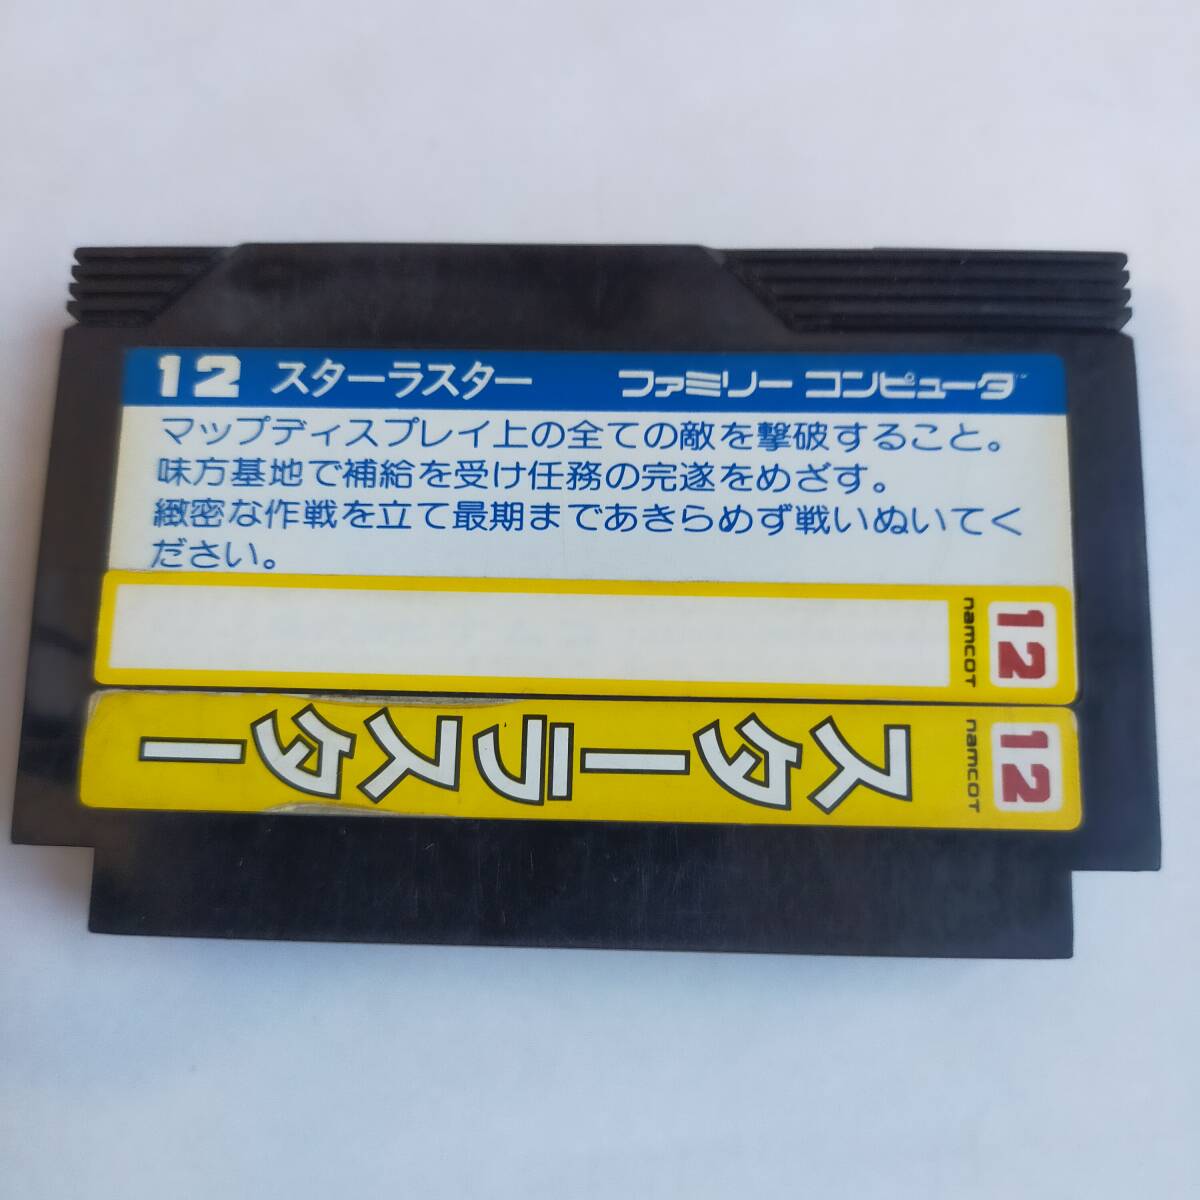 12 スターラスター ファミリー コンピュータ™
マップディスプレイ上の全ての敵を撃破すること。
味方基地で補給を受け任務の完遂をめざす。
緻密な作戦を立て最期まであきらめず戦いぬいてく
ださい。
12 namcot
12 namcot
スターラスター